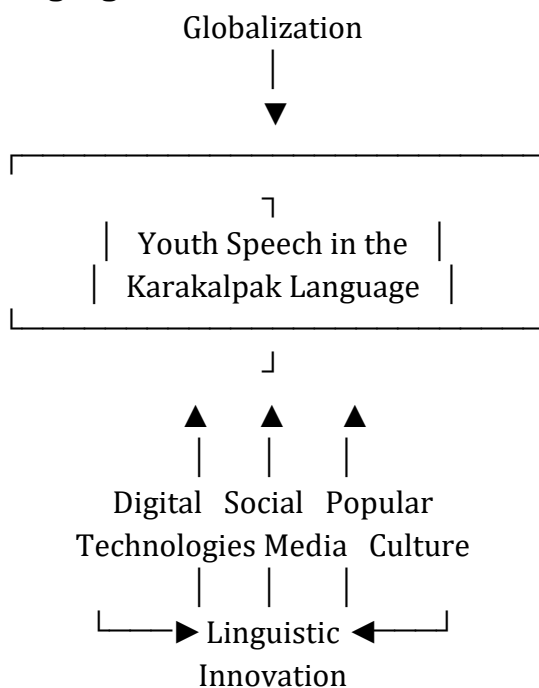 Globalization
Youth Speech in the
Karakalpak Language
Digital Social Popular
Technologies Media Culture
Linguistic
Innovation